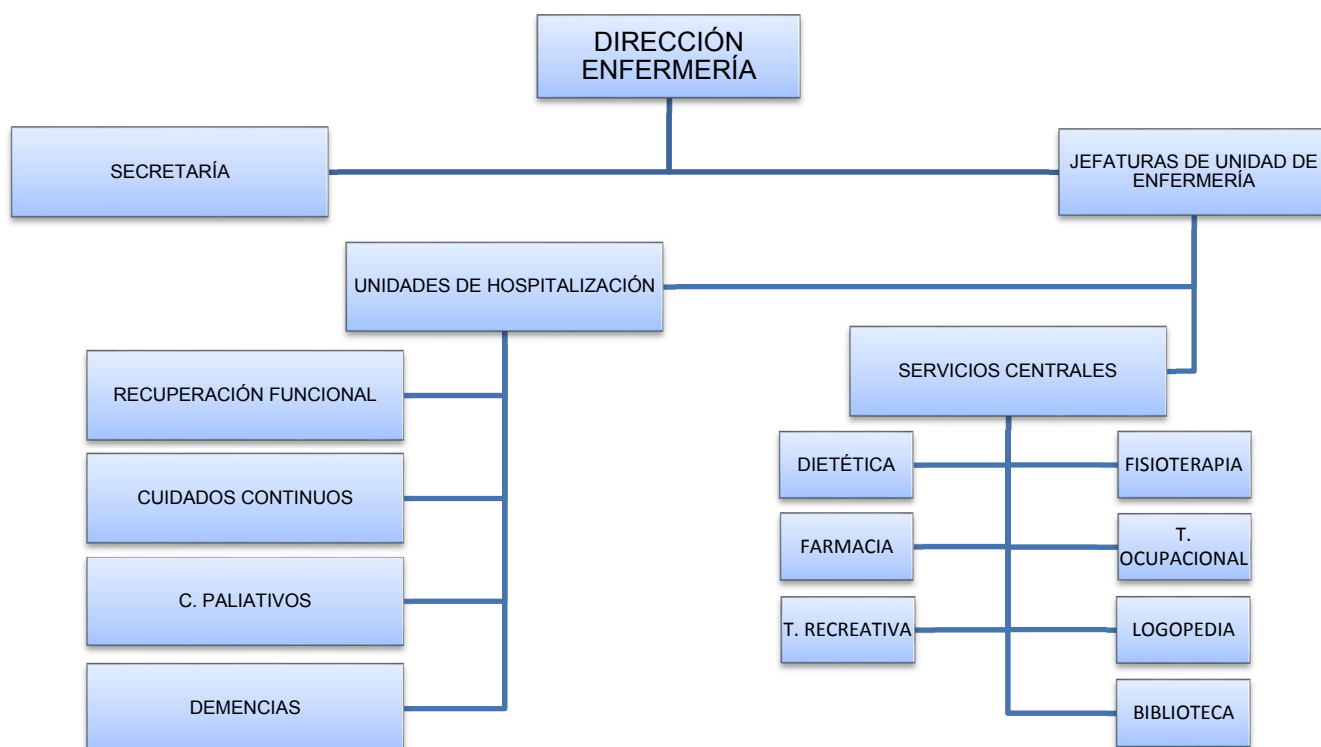 DIRECCIÓN
ENFERMERÍA
SECRETARÍA
JEFATURAS DE UNIDAD DE
ENFERMERÍA
UNIDADES DE HOSPITALIZACIÓN
RECUPERACIÓN FUNCIONAL
CUIDADOS CONTINUOS
C. PALIATIVOS
DEMENCIAS
SERVICIOS CENTRALES
DIETÉTICA
FISIOTERAPIA
FARMACIA
T.
OCUPACIONAL
T. RECREATIVA
LOGOPEDIA
BIBLIOTECA